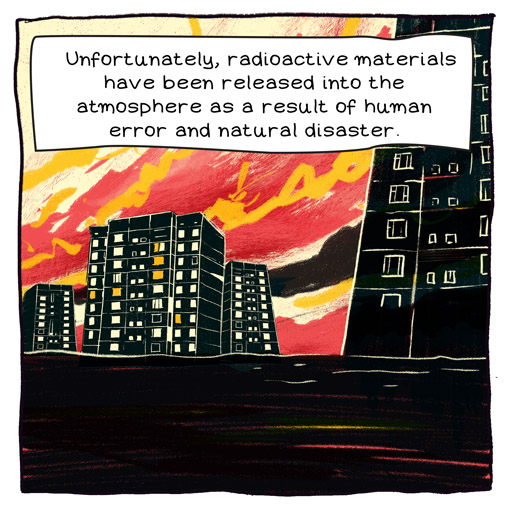 Unfortunately, radioactive materials
have been released into the
atmosphere as a result of human
error and natural disaster.